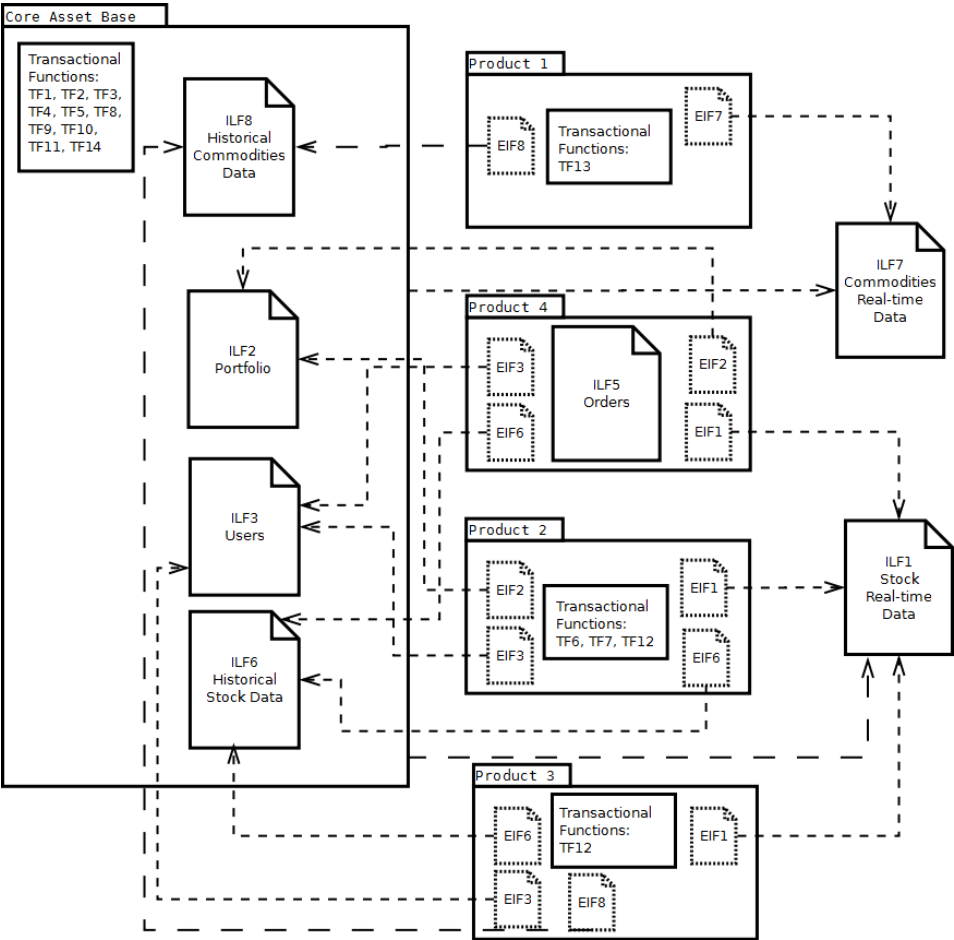 Core Asset Base
Transactional
Functions:
TF1, TF2, TF3,
TF4, TF5, TF8,
TF9, TF10,
TF11, TF14
ILF8
Historical
Commodities
Data
ILF2
Portfolio
ILF3
Users
ILF6
Historical
Stock Data
Product 1
EIF8
Transactional
Functions:
TF13
EIF7
ILF7
Commodities
Real-time
Data
Product 4
EIF3
EIF6
ILF5
Orders
EIF2
EIF1
Product 2
EIF2
EIF3
Transactional
Functions:
TF6, TF7, TF12
EIF1
EIF6
ILF1
Stock
Real-time
Data
Product 3
EIF6
Transactional
Functions:
TF12
EIF1
EIF3
EIF8